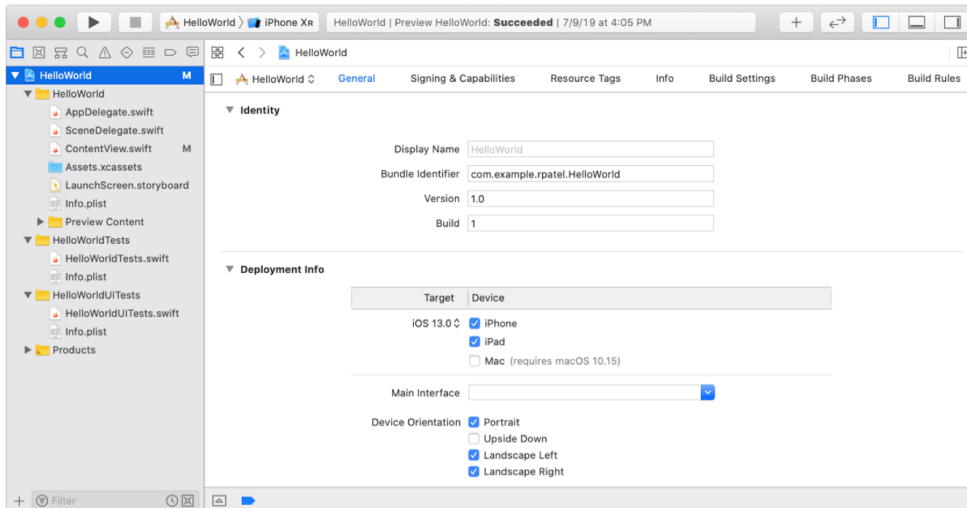 HelloWorld 〉 iPhone XR
HelloWorld | Preview HelloWorld: Succeeded | 7/9/19 at 4:05 PM
HelloWorld
HelloWorld M
HelloWorld
AppDelegate.swift
SceneDelegate.swift
ContentView.swift M
Assets.xcassets
LaunchScreen.storyboard
Info.plist
Preview Content
HelloWorldTests
HelloWorldTests.swift
Info.plist
HelloWorldUITests
HelloWorldUITests.swift
Info.plist
Products
Filter
HelloWorld General Signing & Capabilities Resource Tags Info Build Settings Build Phases Build Rules
Identity
Display Name HelloWorld
Bundle Identifier com.example.rpatel.HelloWorld
Version 1.0
Build 1
Deployment Info
Target Device
iOS 13.0 iPhone
iPad
Mac (requires macOS 10.15)
Main Interface
Device Orientation Portrait
Upside Down
Landscape Left
Landscape Right